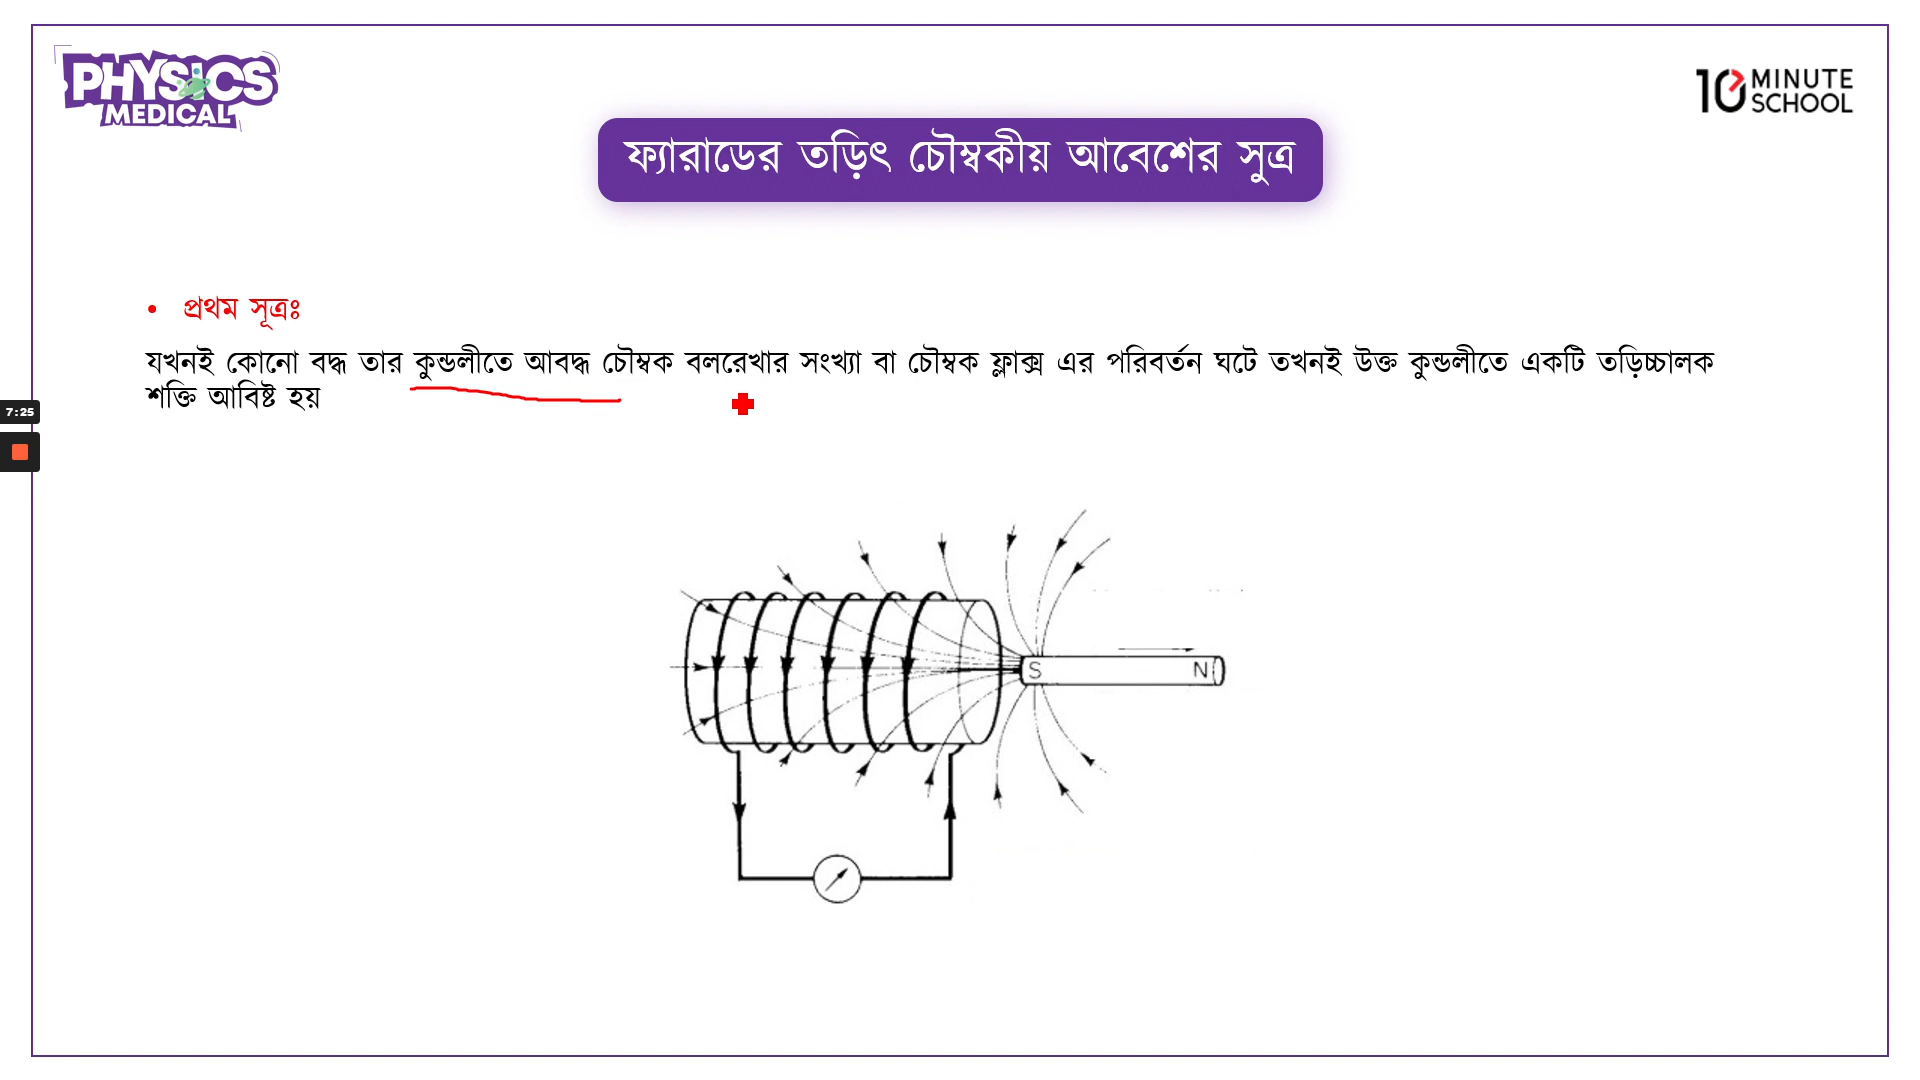 PHYSICS
MEDICAL
10 MINUTE
SCHOOL
ফ্যারাডের তড়িৎ চৌম্বকীয় আবেশের সুত্র
• প্রথম সূত্রঃ
যখনই কোনো বদ্ধ তার কুন্ডলীতে আবদ্ধ চৌম্বক বলরেখার সংখ্যা বা চৌম্বক ফ্লাক্স এর পরিবর্তন ঘটে তখনই উক্ত কুন্ডলীতে একটি তড়িচ্চালক
শক্তি আবিষ্ট হয়
7:25
S N